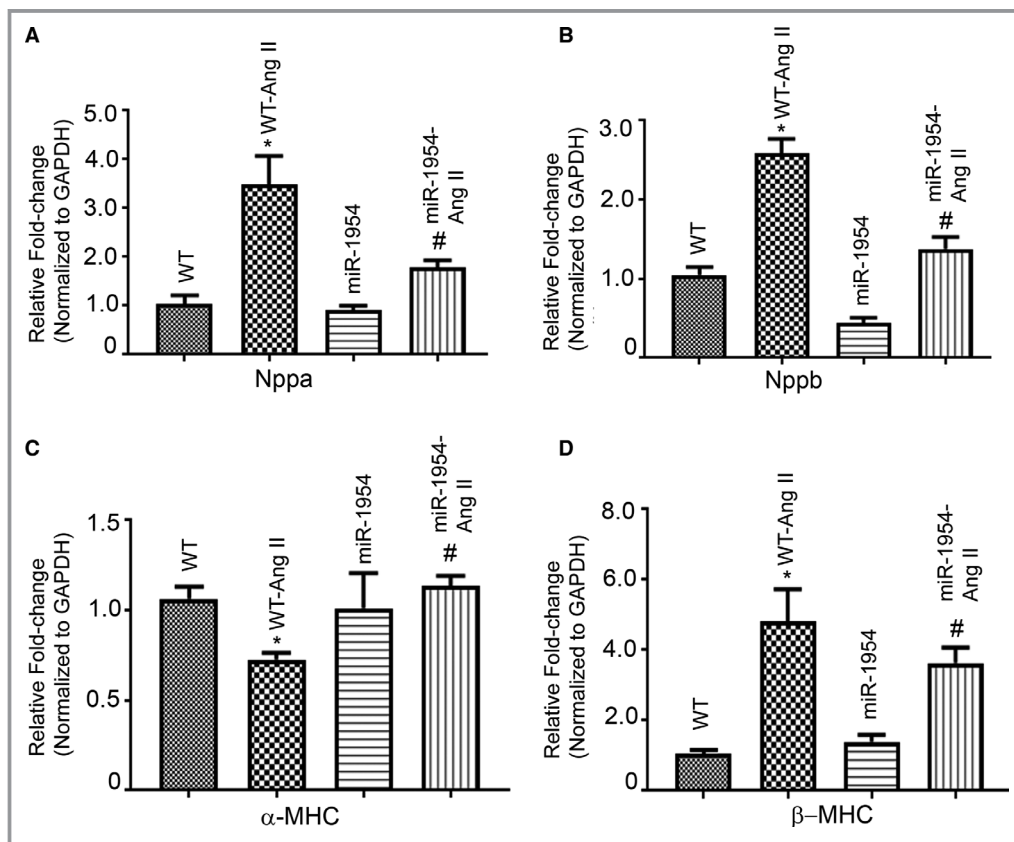 A
Relative Fold-change
(Normalized to GAPDH)
5.0
4.0
3.0
2.0
1.0
0
WT
* WT-Ang II
miR-1954
miR-1954-
Ang II
#
Nppa
B
Relative Fold-change
(Normalized to GAPDH)
3.0
2.0
1.0
0
WT
* WT-Ang II
miR-1954
miR-1954-
Ang II
#
Nppb
C
Relative Fold-change
(Normalized to GAPDH)
1.5
1.0
0.5
0
WT
* WT-Ang II
miR-1954
miR-1954-
Ang II
#
α-MHC
D
Relative Fold-change
(Normalized to GAPDH)
8.0
6.0
4.0
2.0
0
WT
* WT-Ang II
miR-1954
miR-1954-
Ang II
#
β–MHC